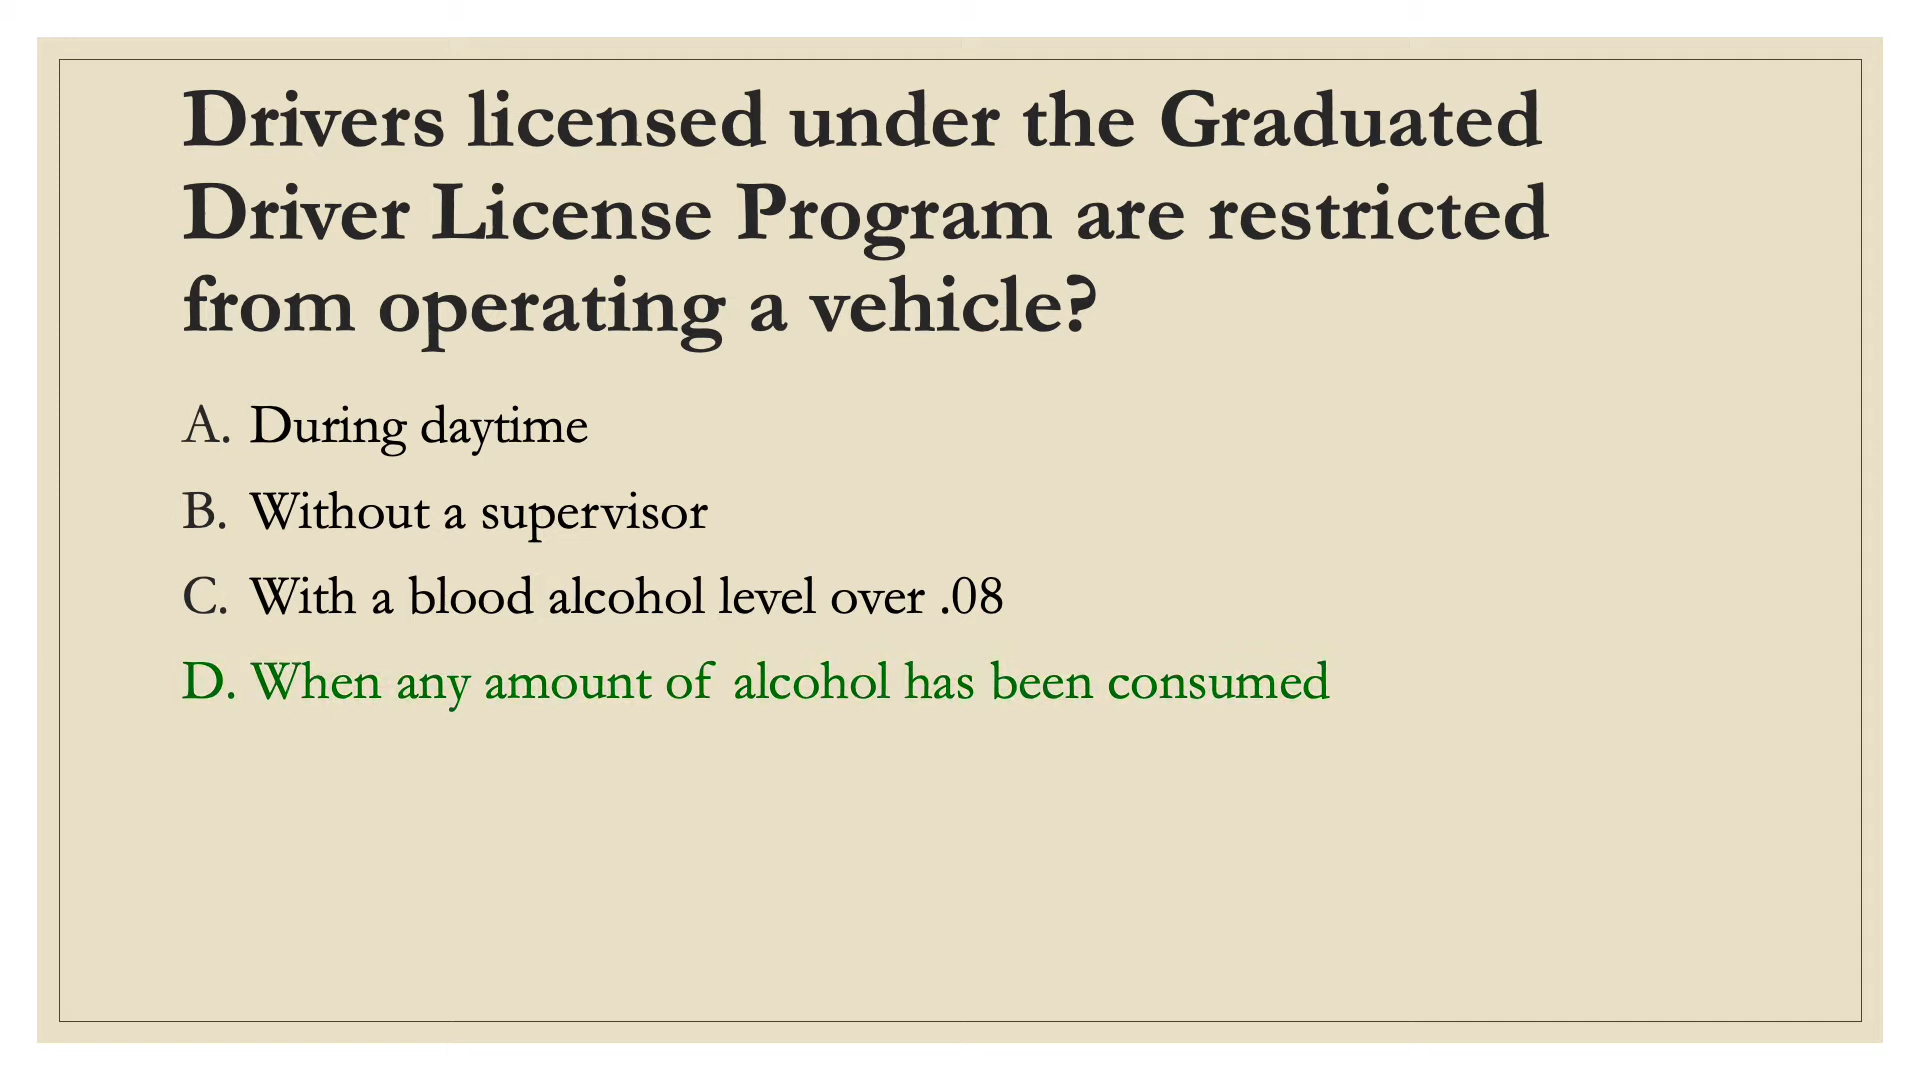 Drivers licensed under the Graduated
Driver License Program are restricted
from operating a vehicle?
A. During daytime
B. Without a supervisor
C. With a blood alcohol level over .08
D. When any amount of alcohol has been consumed